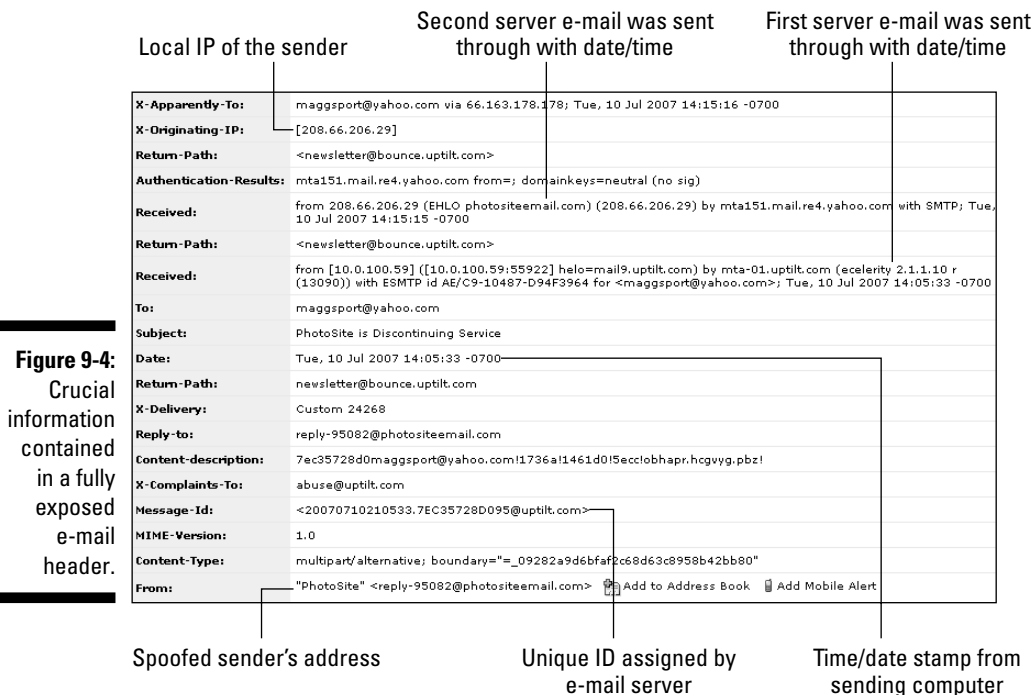 Second server e-mail was sent
through with date/time
First server e-mail was sent
through with date/time
Local IP of the sender
X-Apparently-To: maggsport@yahoo.com via 66.163.178.178; Tue, 10 Jul 2007 14:15:16 -0700
X-Originating-IP: [208.66.206.29]
Return-Path: <newsletter@bounce.uptilt.com>
Authentication-Results: mta151.mail.re4.yahoo.com from=; domainkeys=neutral (no sig)
Received: from 208.66.206.29 (EHLO photositeemail.com) (208.66.206.29) by mta151.mail.re4.yahoo.com with SMTP; Tue,
10 Jul 2007 14:15:15 -0700
Return-Path: <newsletter@bounce.uptilt.com>
Received: from [10.0.100.59] ([10.0.100.59:55922] helo=mail9.uptilt.com) by mta-01.uptilt.com (ecelerity 2.1.1.10 r
(13090)) with ESMTP id AE/C9-10487-D94F3964 for <maggsport@yahoo.com>; Tue, 10 Jul 2007 14:05:33 -0700
To: maggsport@yahoo.com
Subject: PhotoSite is Discontinuing Service
Date: Tue, 10 Jul 2007 14:05:33 -0700
Return-Path: newsletter@bounce.uptilt.com
X-Delivery: Custom 24268
Reply-to: reply-95082@photositeemail.com
Content-description: 7ec35728d0maggsport@yahoo.com!1736a!1461d0!5ecc!obhapr.hcgvyg.pbz!
X-Complaints-To: abuse@uptilt.com
Message-Id: <20070710210533.7EC35728D095@uptilt.com>
MIME-Version: 1.0
Content-Type: multipart/alternative; boundary="=_09282a9d6bfaf2c68d63c8958b42bb80"
From: "PhotoSite" <reply-95082@photositeemail.com> Add to Address Book Add Mobile Alert
Figure 9-4:
Crucial
information
contained
in a fully
exposed
e-mail
header.
Spoofed sender's address
Unique ID assigned by
e-mail server
Time/date stamp from
sending computer